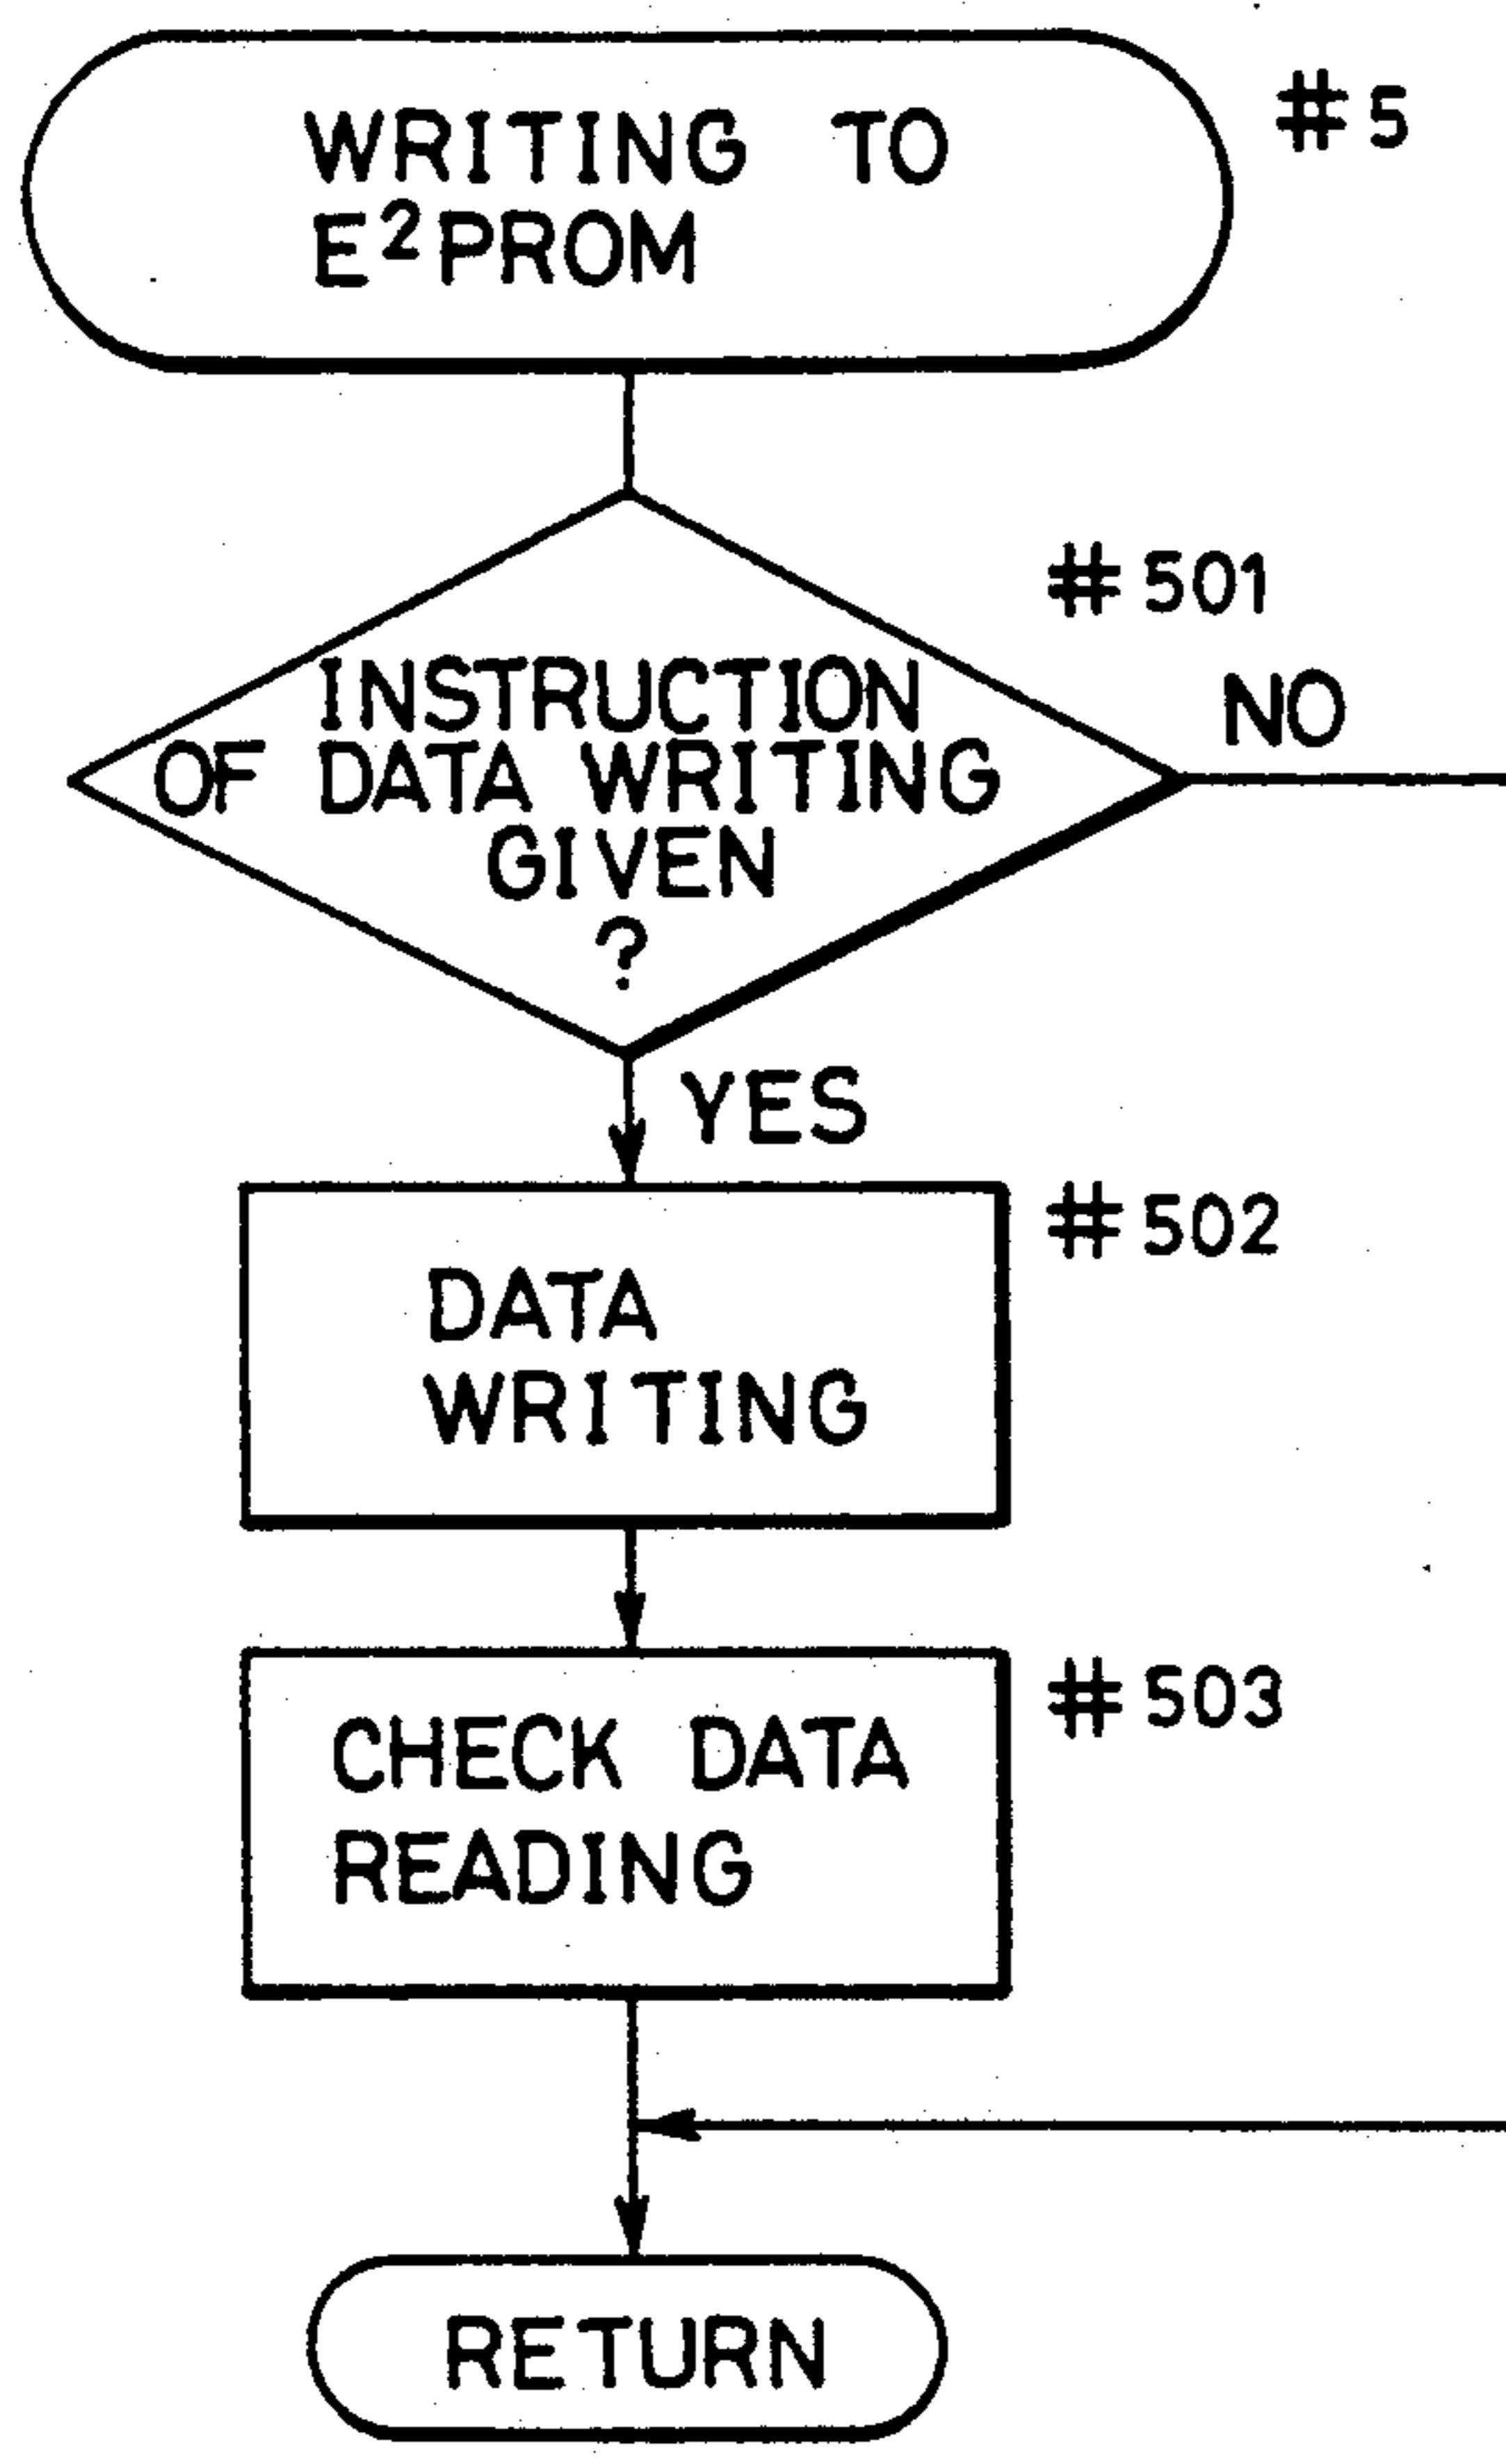 WRITING TO
E²PROM
#5
#501
INSTRUCTION
OF DATA WRITING
GIVEN
?
NO
YES
#502
DATA
WRITING
#503
CHECK DATA
READING
RETURN